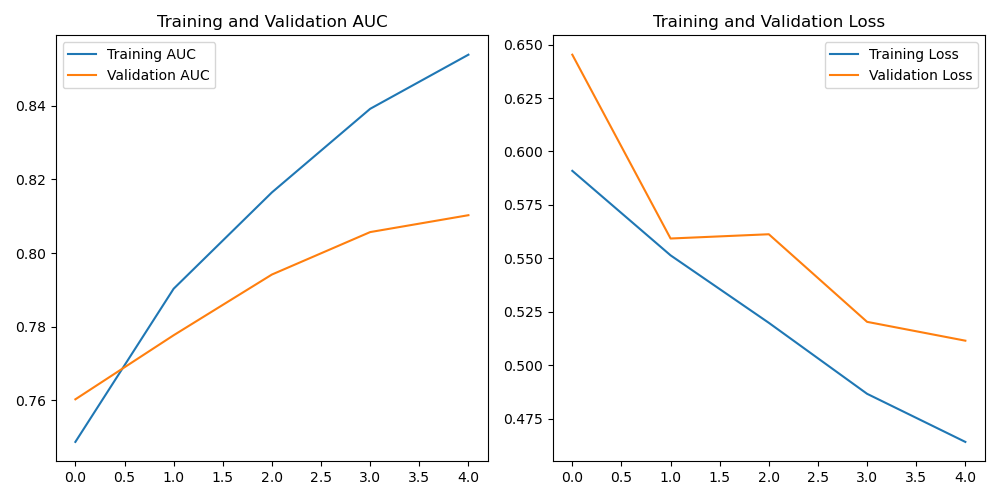 Training and Validation AUC
Training AUC
Validation AUC
0.84
0.82
0.80
0.78
0.76
0.0 0.5 1.0 1.5 2.0 2.5 3.0 3.5 4.0
Training and Validation Loss
Training Loss
Validation Loss
0.650
0.625
0.600
0.575
0.550
0.525
0.500
0.475
0.0 0.5 1.0 1.5 2.0 2.5 3.0 3.5 4.0